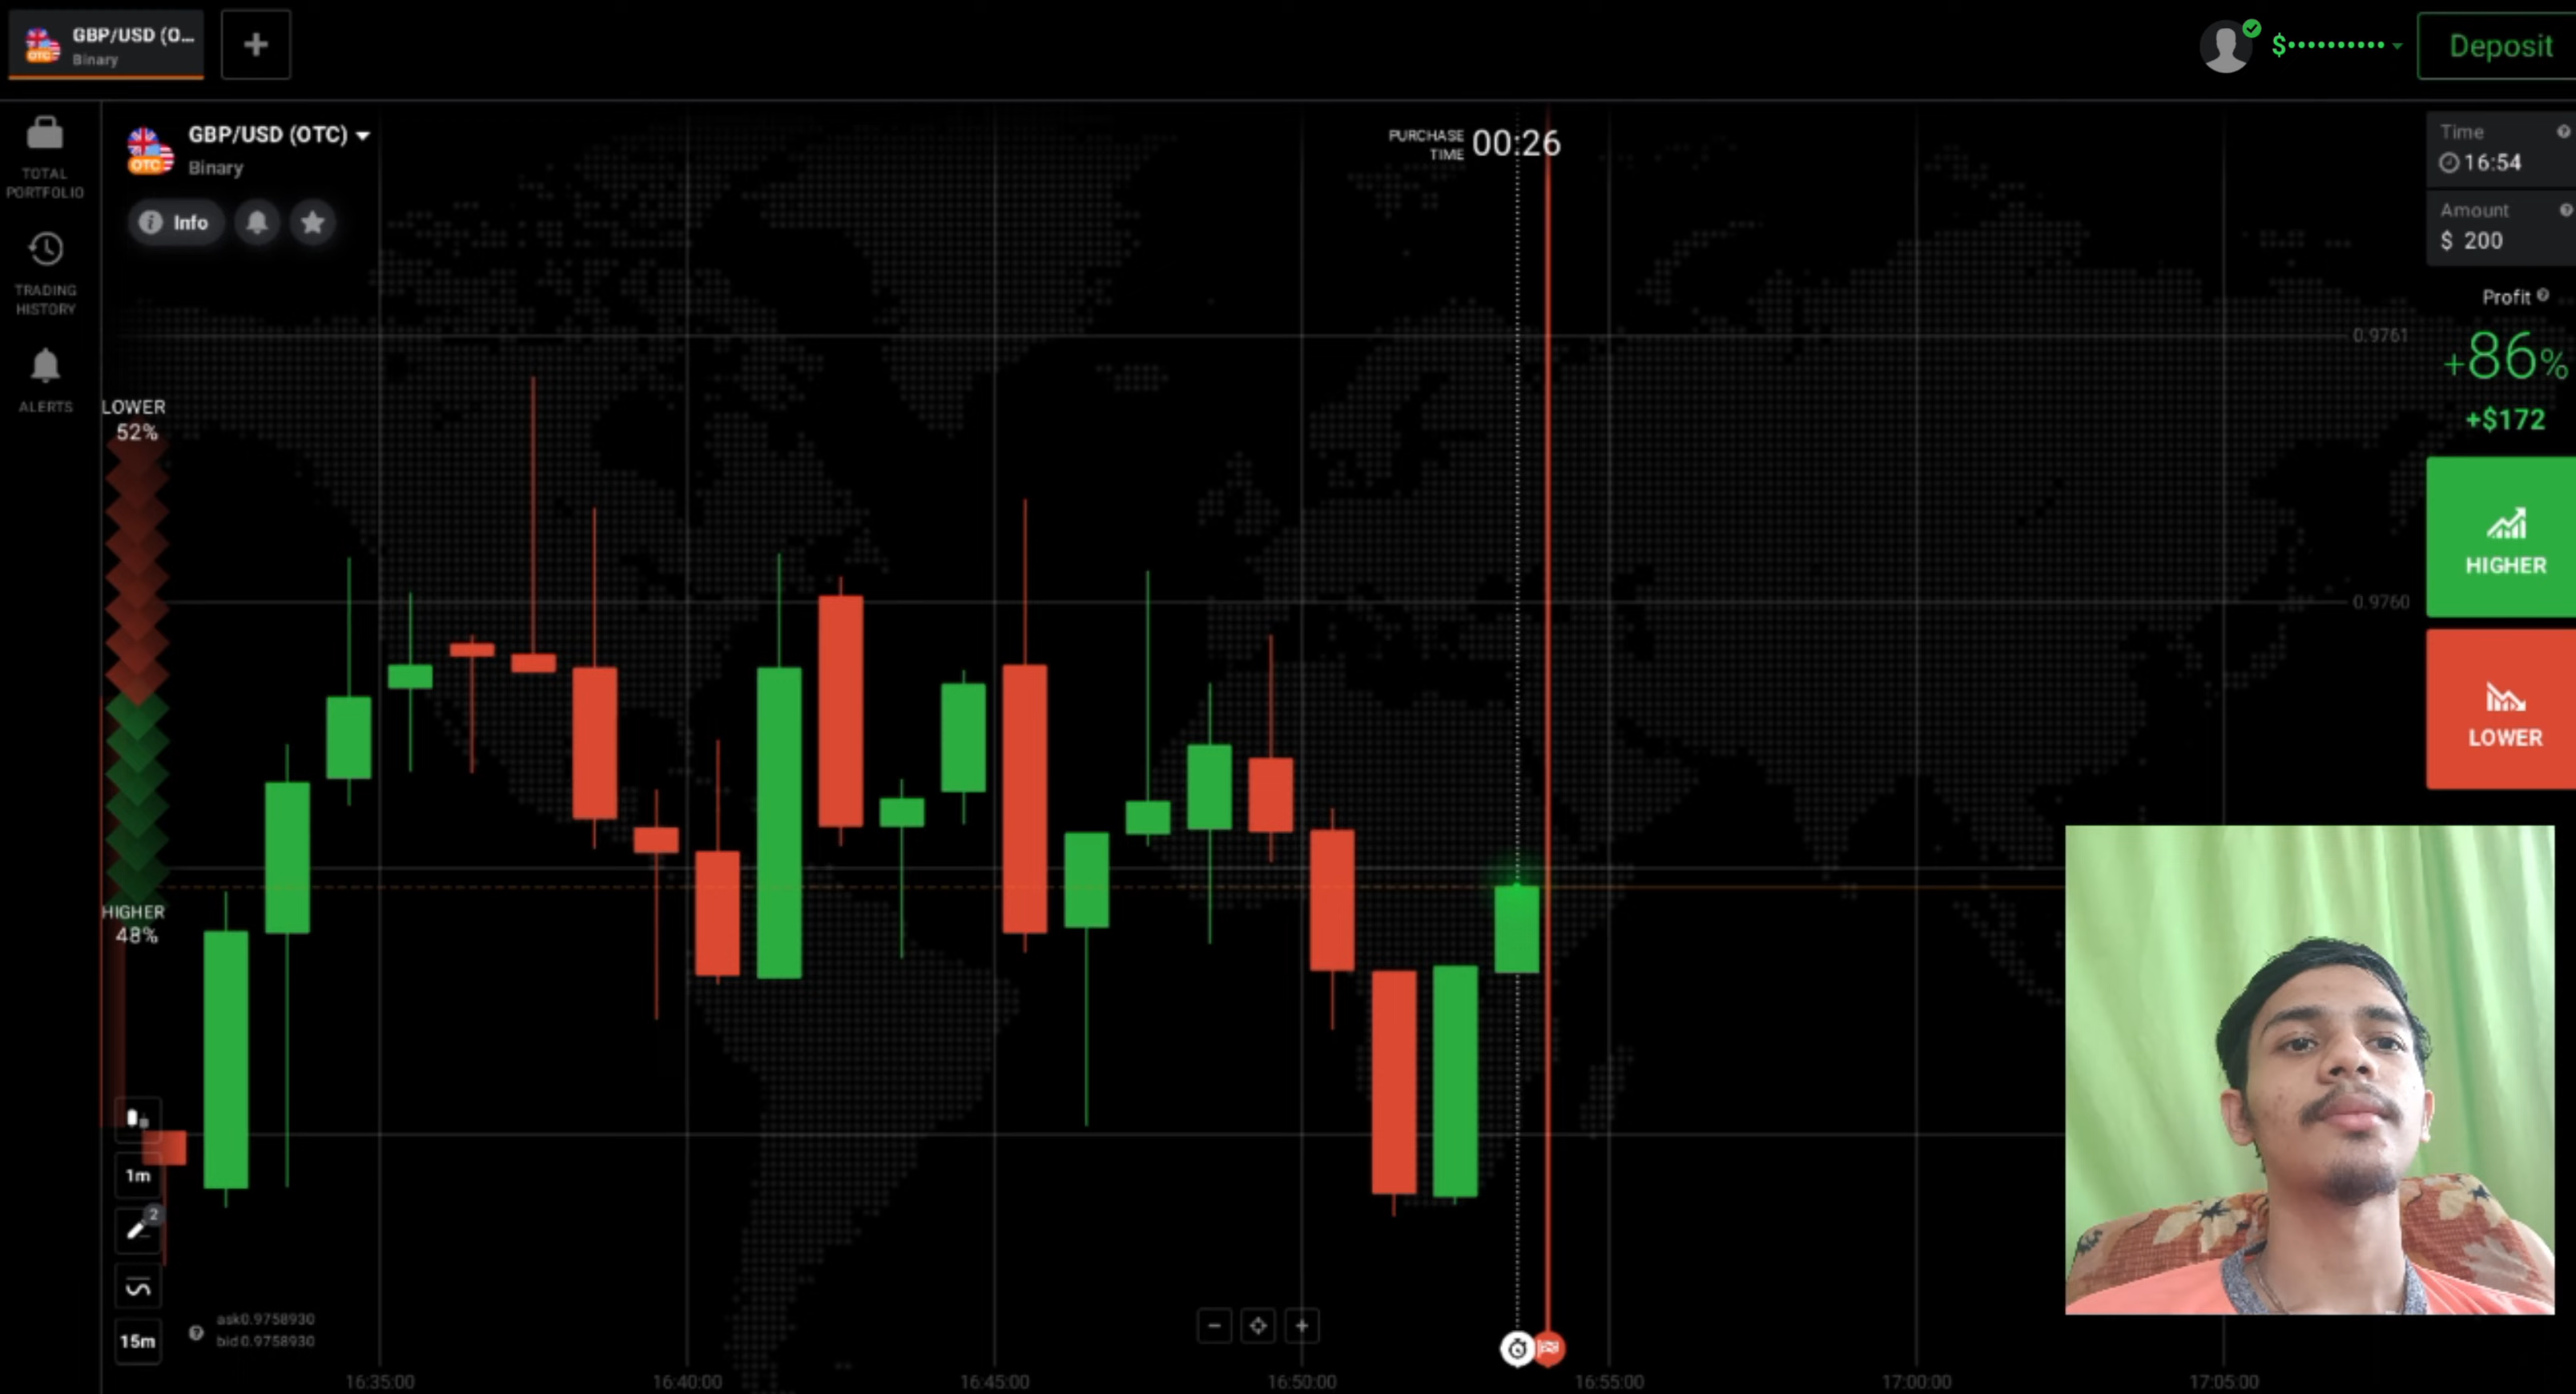 GBP/USD (O...
Binary
$••••••••••
Deposit
TOTAL
PORTFOLIO
TRADING
HISTORY
ALERTS
GBP/USD (OTC)
Binary
OTC
Info
PURCHASE
TIME
00:26
Time
16:54
Amount
$ 200
Profit
+86%
+$172
HIGHER
LOWER
LOWER
52%
HIGHER
48%
0.9761
0.9760
1m
2
15m
ask0.9758930
bid0.9758930
16:35:00
16:40:00
16:45:00
16:50:00
16:55:00
17:00:00
17:05:00